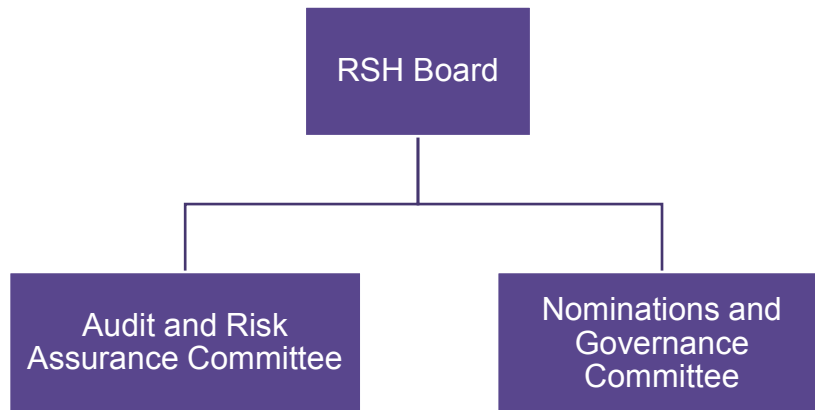 RSH Board
Audit and Risk
Assurance Committee
Nominations and
Governance
Committee